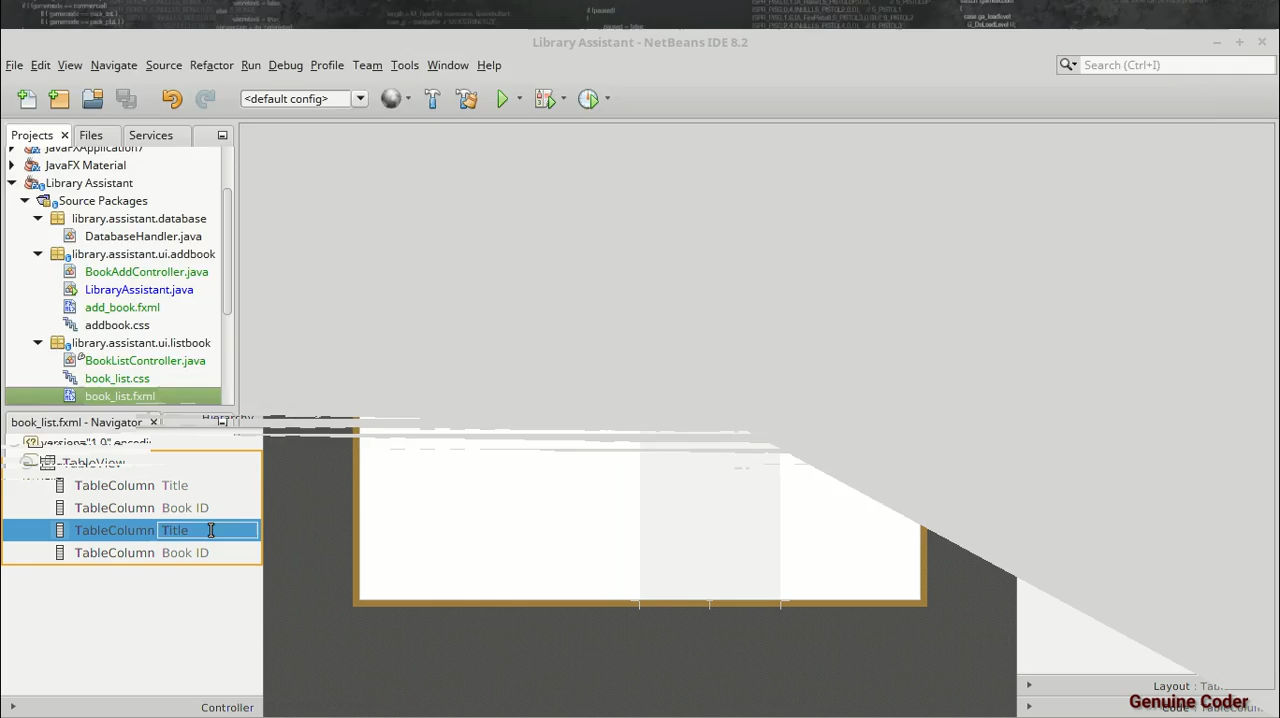 Library Assistant - NetBeans IDE 8.2
File Edit View Navigate Source Refactor Run Debug Profile Team Tools Window Help
Search (Ctrl+I)
<default config>
Projects Files Services
JavaFXApplication7
JavaFX Material
Library Assistant
Source Packages
library.assistant.database
DatabaseHandler.java
library.assistant.ui.addbook
BookAddController.java
LibraryAssistant.java
add_book.fxml
addbook.css
library.assistant.ui.listbook
BookListController.java
book_list.css
book_list.fxml
Hierarchy
book_list.fxml - Navigator
TableView
TableColumn Title
TableColumn Book ID
TableColumn Title
TableColumn Book ID
Controller
Layout
Genuine Coder